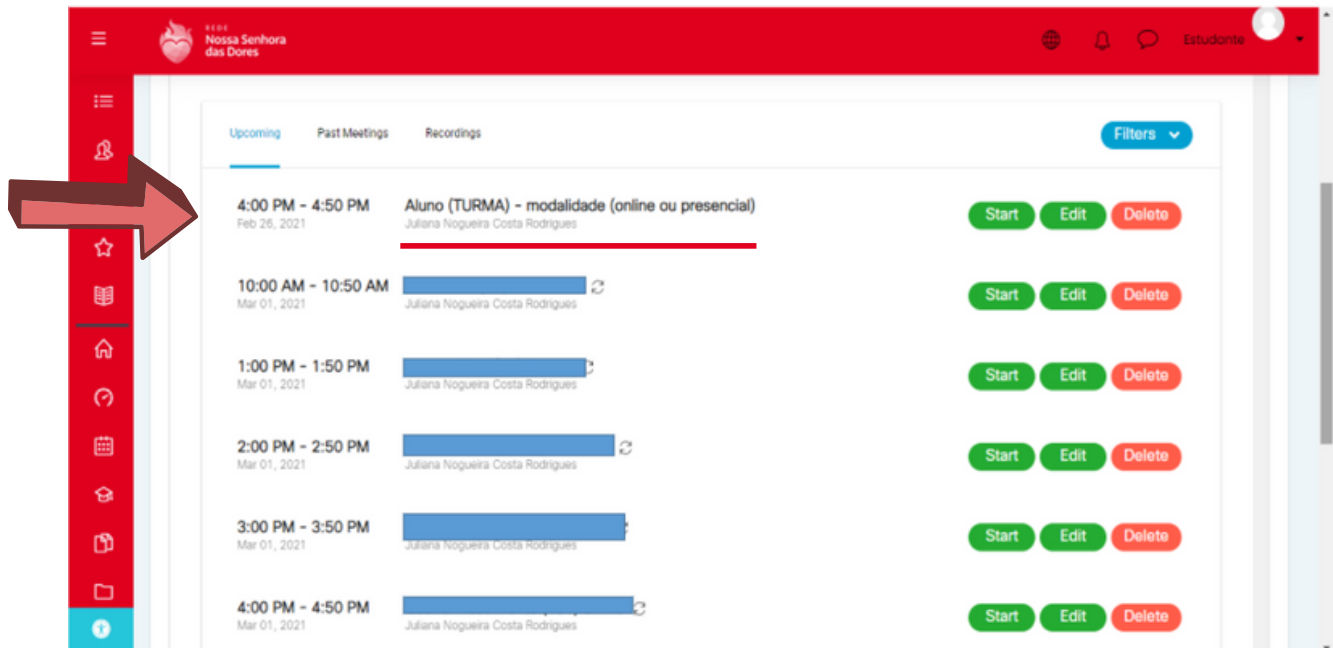 REDE
Nossa Senhora
das Dores
Estudante
Upcoming Past Meetings Recordings Filters
4:00 PM - 4:50 PM Aluno (TURMA) - modalidade (online ou presencial) Start Edit Delete
Feb 26, 2021 Juliana Nogueira Costa Rodrigues
10:00 AM - 10:50 AM Start Edit Delete
Mar 01, 2021 Juliana Nogueira Costa Rodrigues
1:00 PM - 1:50 PM Start Edit Delete
Mar 01, 2021 Juliana Nogueira Costa Rodrigues
2:00 PM - 2:50 PM Start Edit Delete
Mar 01, 2021 Juliana Nogueira Costa Rodrigues
3:00 PM - 3:50 PM Start Edit Delete
Mar 01, 2021 Juliana Nogueira Costa Rodrigues
4:00 PM - 4:50 PM Start Edit Delete
Mar 01, 2021 Juliana Nogueira Costa Rodrigues